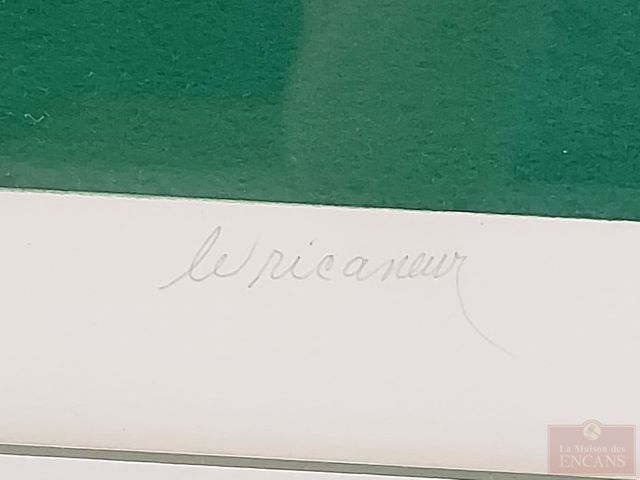 le ricaneur
La Maison des
ENCANS